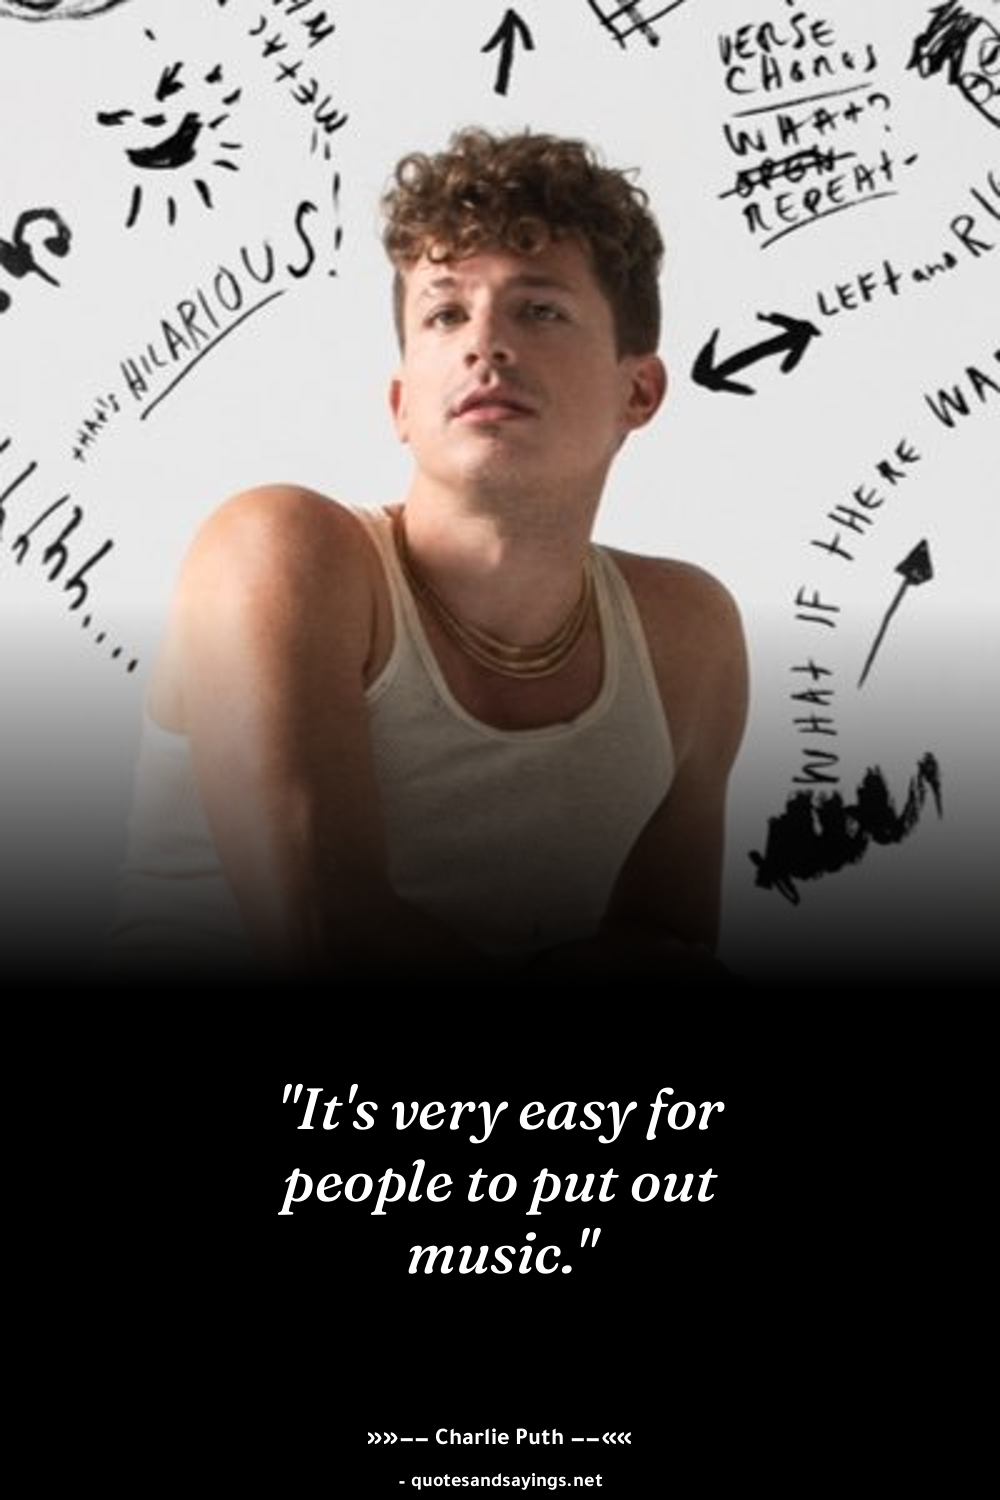 VERSE
CHORUS
WHAT?
REPEAT-
THAT'S HILARIOUS!
LEFT and RI
WHAT IF THERE WA
hhh....
"It's very easy for
people to put out
music."
»»–– Charlie Puth ––««
- quotesandsayings.net